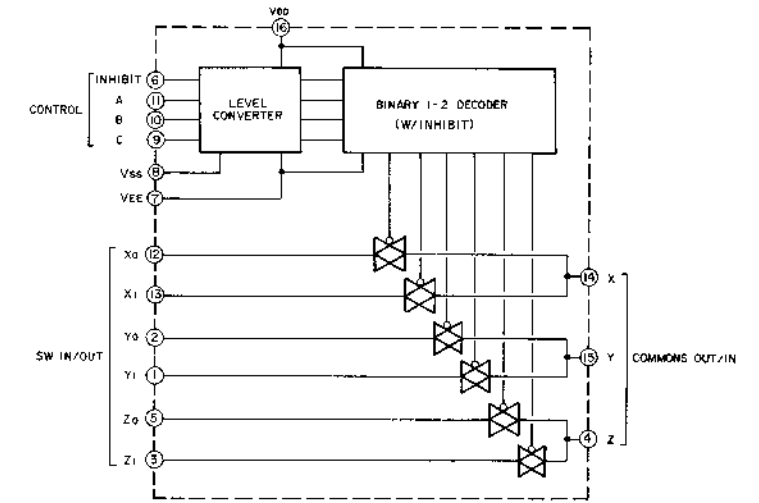 VDD
16
INHIBIT 6
A 11
B 10
C 9
CONTROL
LEVEL
CONVERTER
BINARY 1-2 DECODER
(W/INHIBIT)
VSS 8
VEE 7
X0 12
X1 13
Y0 2
Y1 1
Z0 5
Z1 3
SW IN/OUT
14 X
15 Y
4 Z
COMMONS OUT/IN